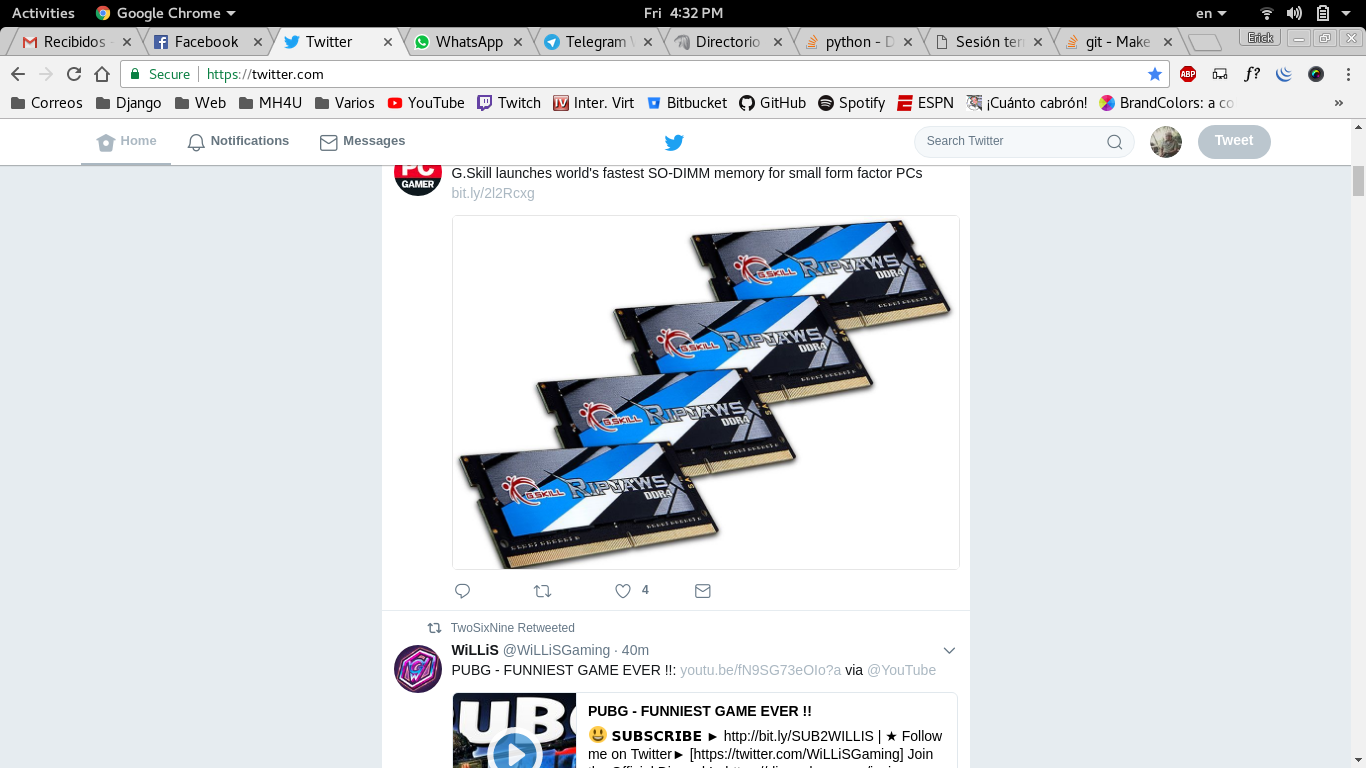 Activities Google Chrome Fri 4:32 PM en
Recibidos - Facebook Twitter WhatsApp Telegram Directorio python - D Sesión ter git - Make Erick
Secure https://twitter.com ABP f?
Correos Django Web MH4U Varios YouTube Twitch Inter. Virt Bitbucket GitHub Spotify ESPN ¡Cuánto cabrón! BrandColors: a co »
Home Notifications Messages Search Twitter Tweet
PC GAMER
G.Skill launches world's fastest SO-DIMM memory for small form factor PCs
bit.ly/2l2Rcxg
G.SKILL RIPJAWS DDR4
G.SKILL RIPJAWS DDR4
G.SKILL RIPJAWS DDR4
G.SKILL RIPJAWS DDR4
4
TwoSixNine Retweeted
WiLLiS @WiLLiSGaming · 40m
PUBG - FUNNIEST GAME EVER !!: youtu.be/fN9SG73eOIo?a via @YouTube
PUBG - FUNNIEST GAME EVER !!
😃 SUBSCRIBE ► http://bit.ly/SUB2WILLIS | ★ Follow
me on Twitter► [https://twitter.com/WiLLiSGaming] Join